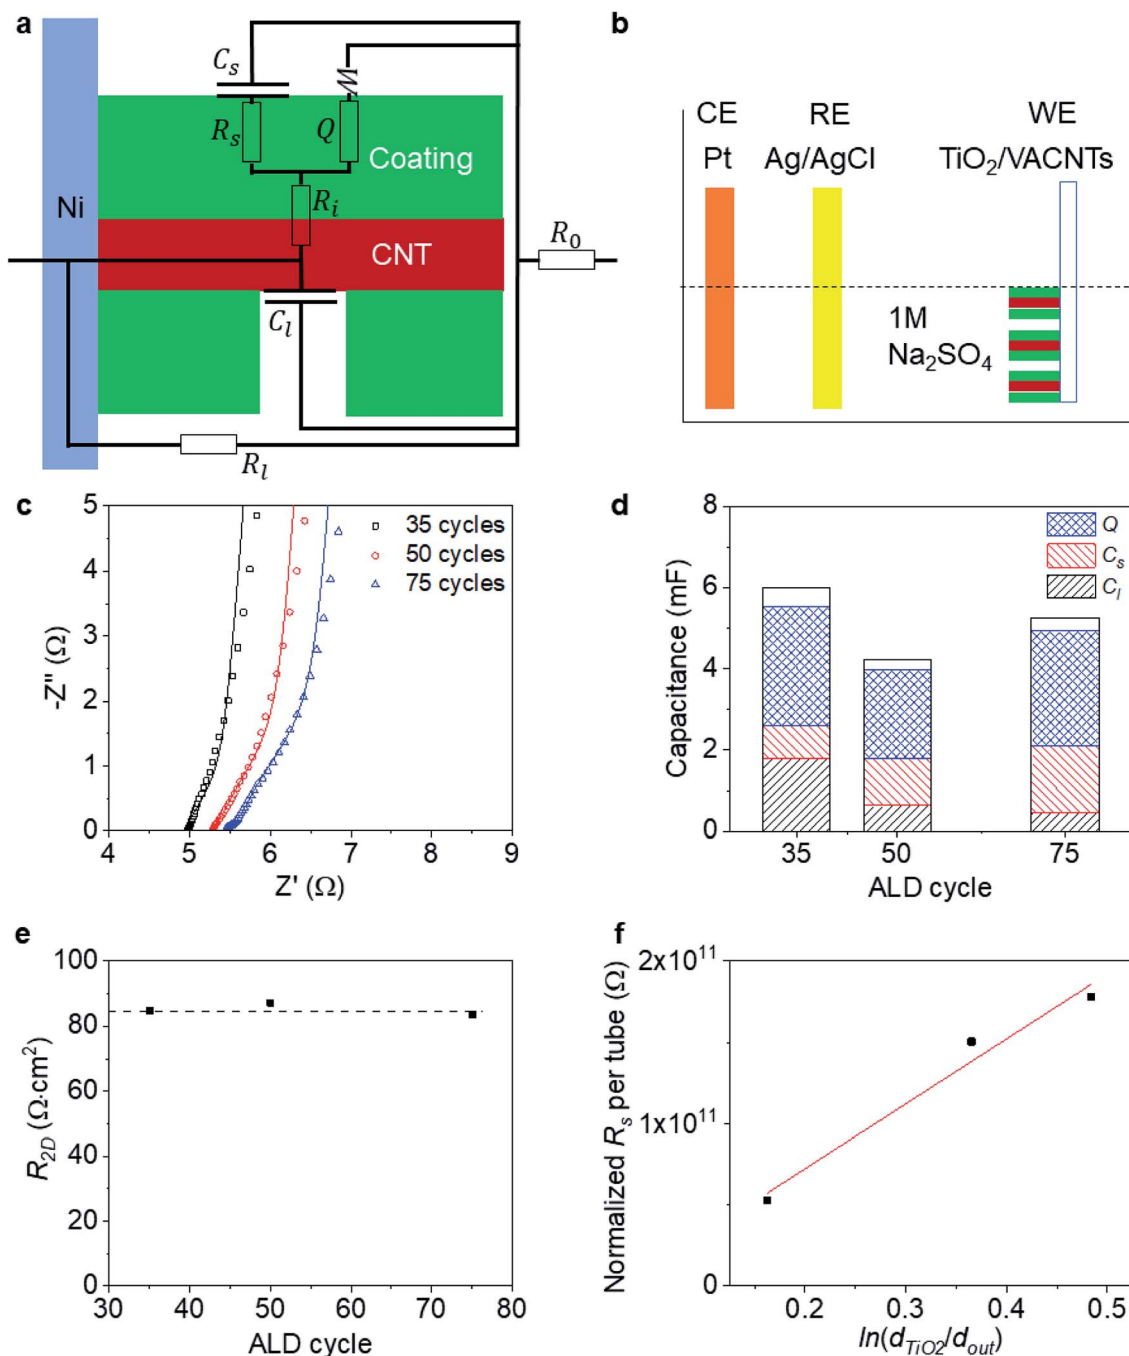 a
C_s
R_s
Q
W
Coating
Ni
R_i
CNT
R_0
C_l
R_l
b
CE
RE
WE
Pt
Ag/AgCl
TiO₂/VACNTs
1M
Na₂SO₄
c
5
4
3
2
1
0
-Z'' (Ω)
35 cycles
50 cycles
75 cycles
4 5 6 7 8 9
Z' (Ω)
d
8
6
4
2
0
Capacitance (mF)
Q
C_s
C_l
35 50 75
ALD cycle
e
100
80
60
40
20
0
R_2D (Ω·cm²)
30 40 50 60 70 80
ALD cycle
f
2x10¹¹
1x10¹¹
0
Normalized R_s per tube (Ω)
0.2 0.3 0.4 0.5
ln(d_TiO2/d_out)